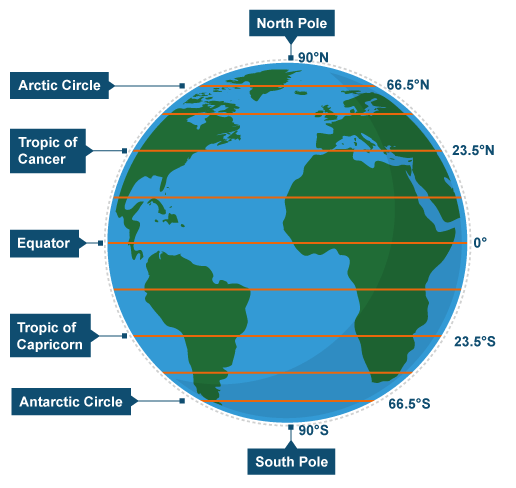 North Pole
90°N
Arctic Circle
66.5°N
Tropic of
Cancer
23.5°N
Equator
0°
Tropic of
Capricorn
23.5°S
Antarctic Circle
66.5°S
90°S
South Pole